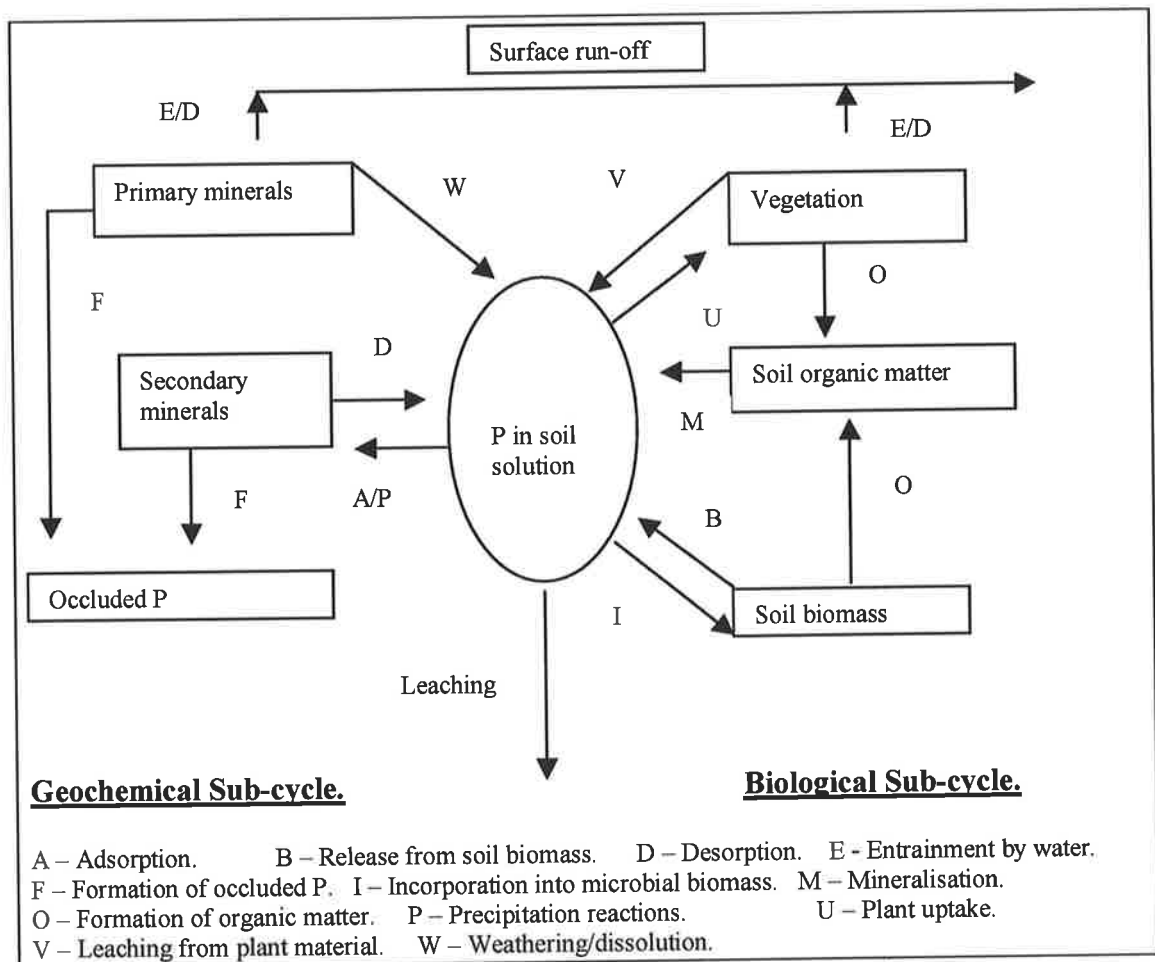 Surface run-off
E/D
E/D
Primary minerals
W
V
Vegetation
F
O
U
D
Secondary
minerals
Soil organic matter
M
P in soil
solution
F
A/P
O
B
Occluded P
I
Soil biomass
Leaching
Geochemical Sub-cycle.
Biological Sub-cycle.
A – Adsorption. B – Release from soil biomass. D – Desorption. E - Entrainment by water.
F – Formation of occluded P. I – Incorporation into microbial biomass. M – Mineralisation.
O – Formation of organic matter. P – Precipitation reactions. U – Plant uptake.
V – Leaching from plant material. W – Weathering/dissolution.